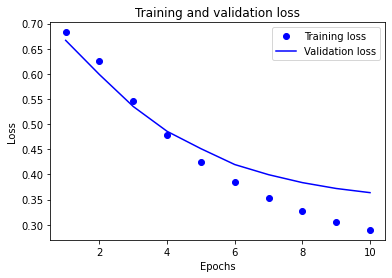 Training and validation loss
Training loss
Validation loss
0.70
0.65
0.60
0.55
0.50
0.45
0.40
0.35
0.30
Loss
2
4
6
8
10
Epochs